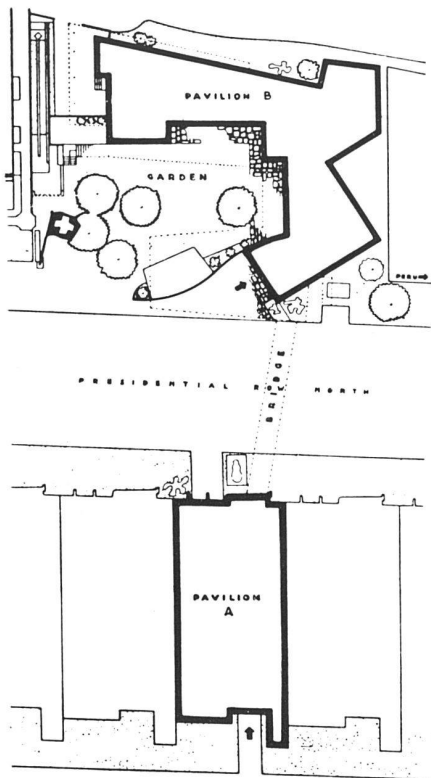 PAVILION B
GARDEN
PERU
PRESIDENTIAL ROW NORTH
BRIDGE
PAVILION
A